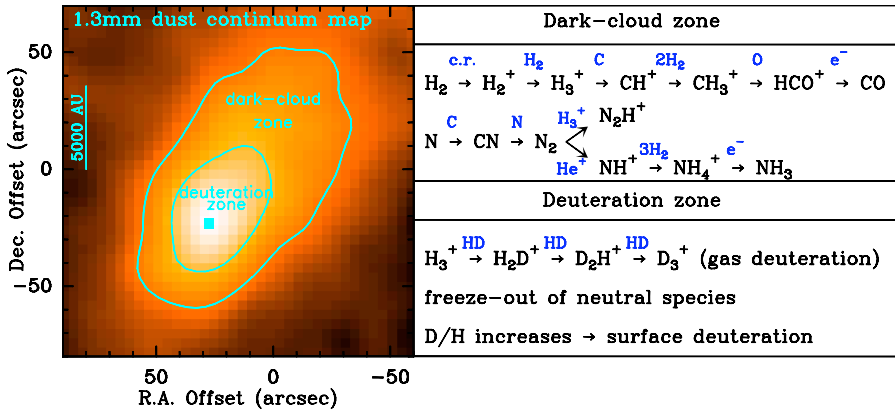 1.3mm dust continuum map
dark-cloud
zone
deuteration
zone
5000 AU
50
0
-50
Dec. Offset (arcsec)
50
0
-50
R.A. Offset (arcsec)
Dark-cloud zone
c.r. H₂ C 2H₂ O e⁻
H₂ → H₂⁺ → H₃⁺ → CH⁺ → CH₃⁺ → HCO⁺ → CO
H₃⁺ N₂H⁺
C N
N → CN → N₂
He⁺ NH⁺ → NH₄⁺ → NH₃
3H₂ e⁻
Deuteration zone
HD HD HD
H₃⁺ → H₂D⁺ → D₂H⁺ → D₃⁺ (gas deuteration)
freeze-out of neutral species
D/H increases → surface deuteration